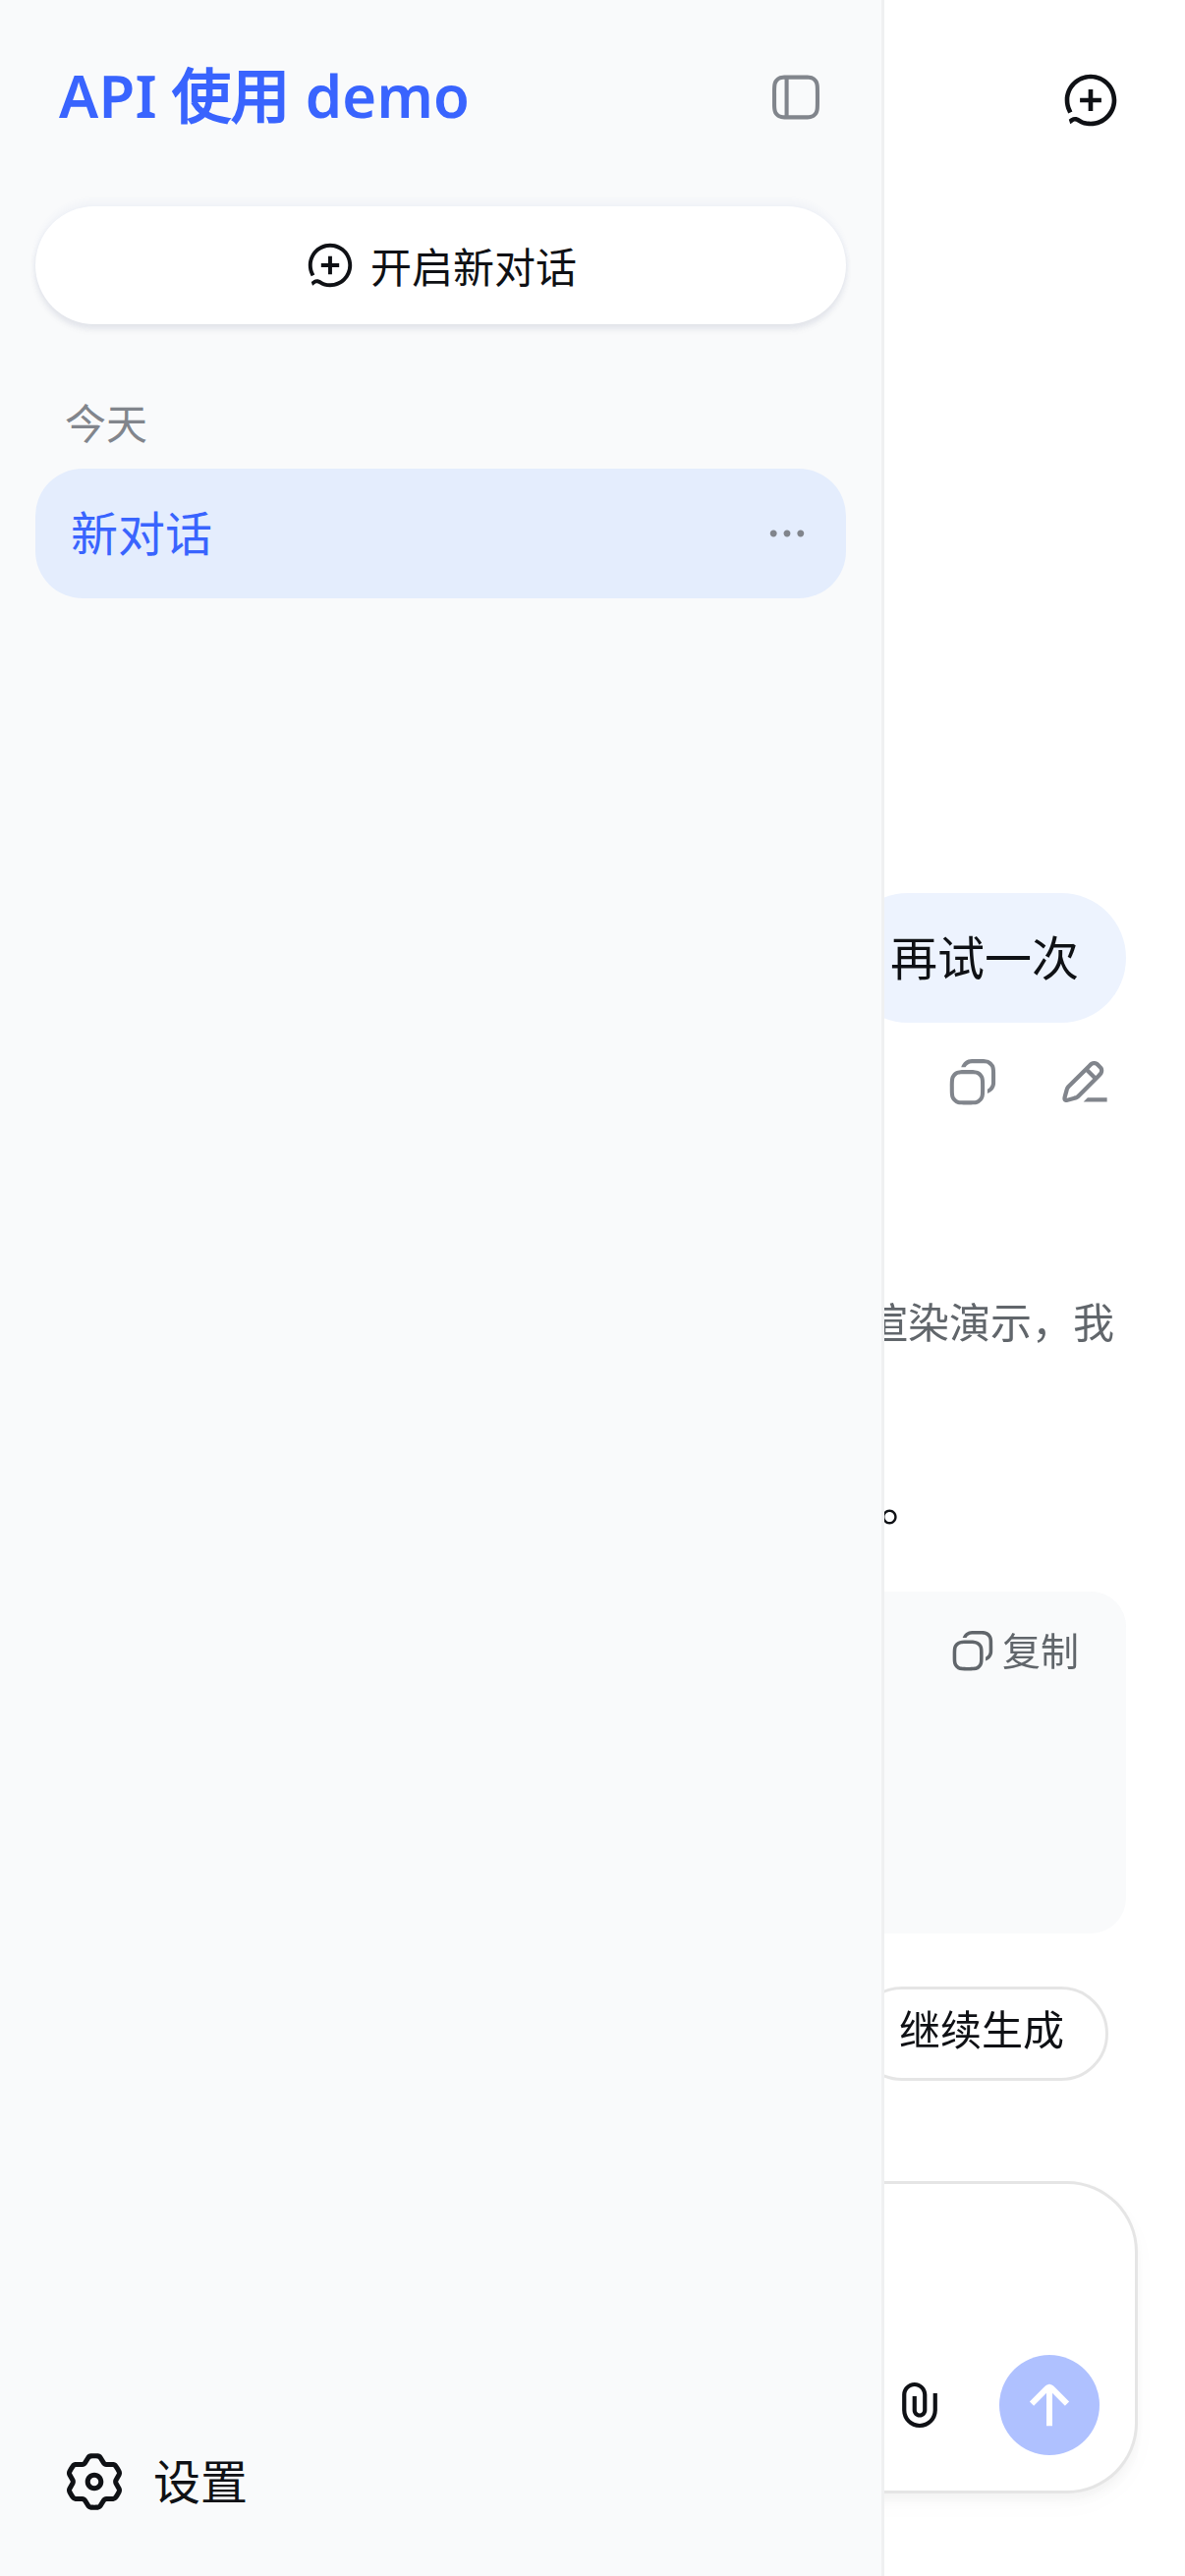 API 使用 demo
开启新对话
今天
新对话
再试一次
渲染演示，我
。
复制
继续生成
设置